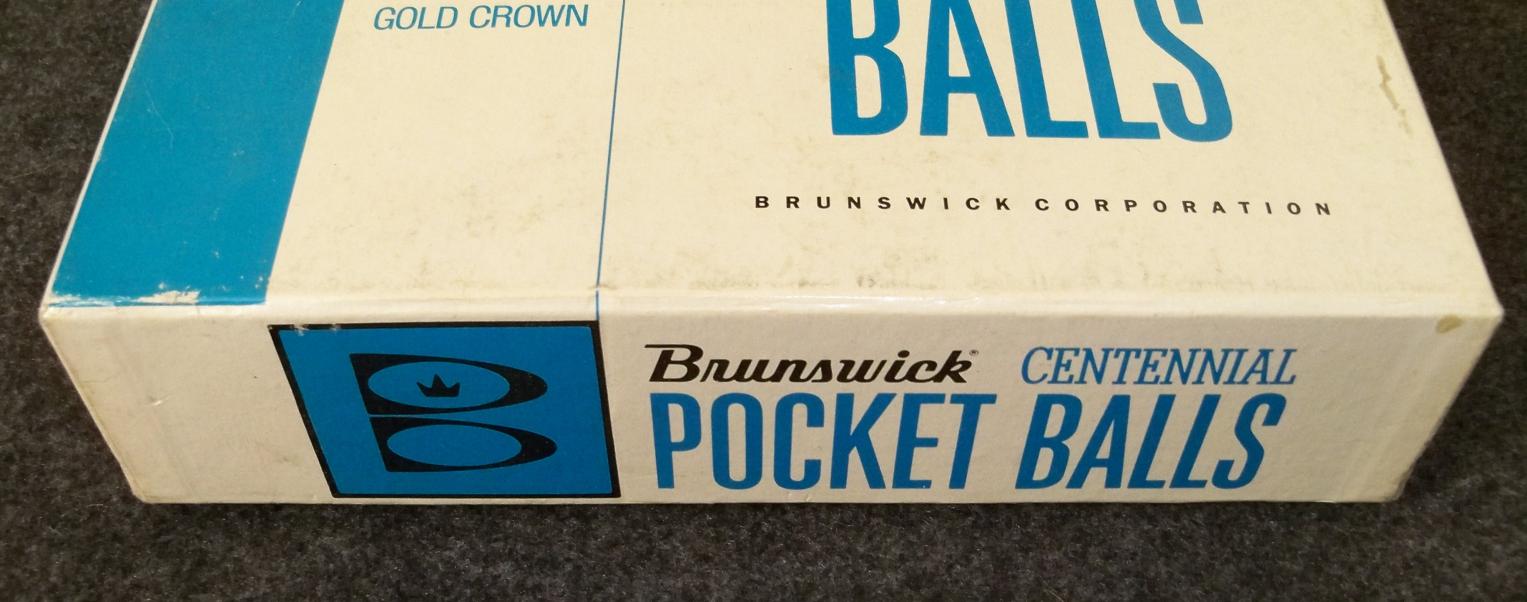 GOLD CROWN
BALLS
BRUNSWICK CORPORATION
Brunswick® CENTENNIAL
POCKET BALLS